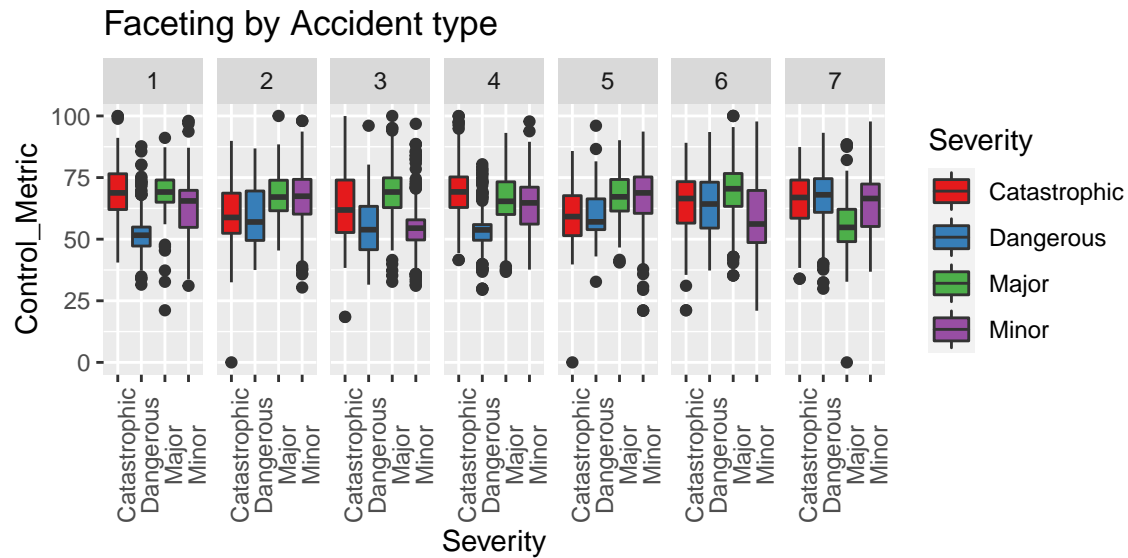 Faceting by Accident type
1 2 3 4 5 6 7
Control_Metric
100
75
50
25
0
Catastrophic Dangerous Major Minor
Catastrophic Dangerous Major Minor
Catastrophic Dangerous Major Minor
Catastrophic Dangerous Major Minor
Catastrophic Dangerous Major Minor
Catastrophic Dangerous Major Minor
Catastrophic Dangerous Major Minor
Severity
Severity
Catastrophic
Dangerous
Major
Minor